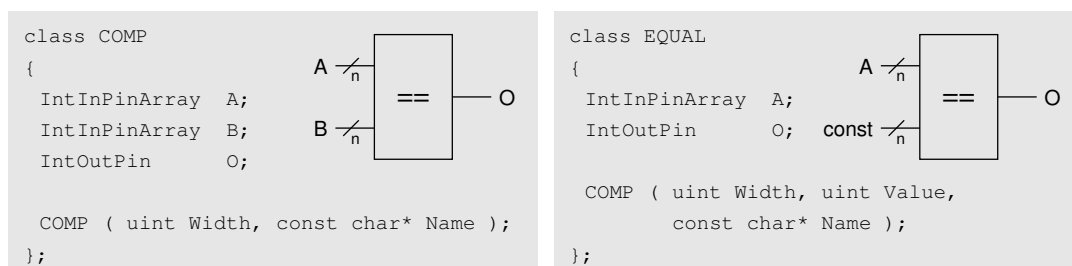 class COMP
{
IntInPinArray A;
IntInPinArray B;
IntOutPin O;
COMP ( uint Width, const char* Name );
};
A
n
B
n
==
O
class EQUAL
{
IntInPinArray A;
IntOutPin O;
COMP ( uint Width, uint Value,
const char* Name );
};
A
n
const
n
==
O